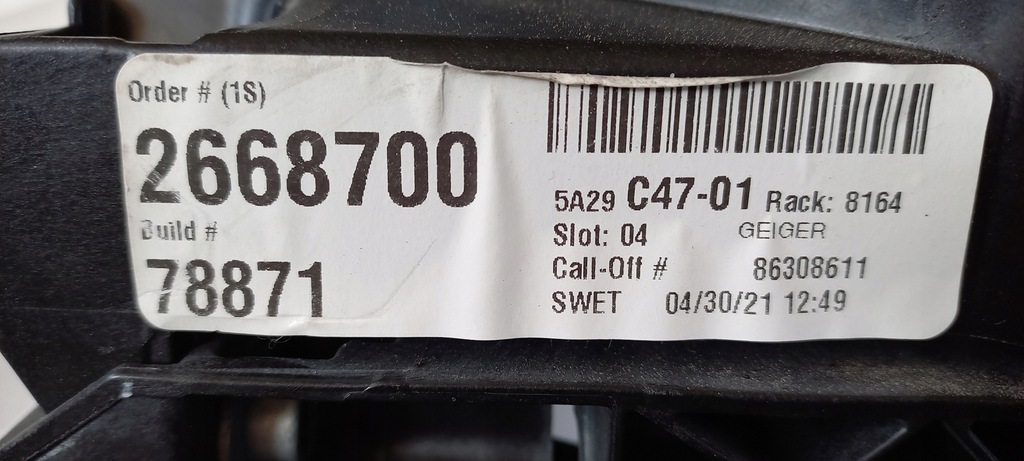 Order # (1S)
2668700
Build #
78871
5A29 C47-01 Rack: 8164
Slot: 04 GEIGER
Call-Off # 86308611
SWET 04/30/21 12:49